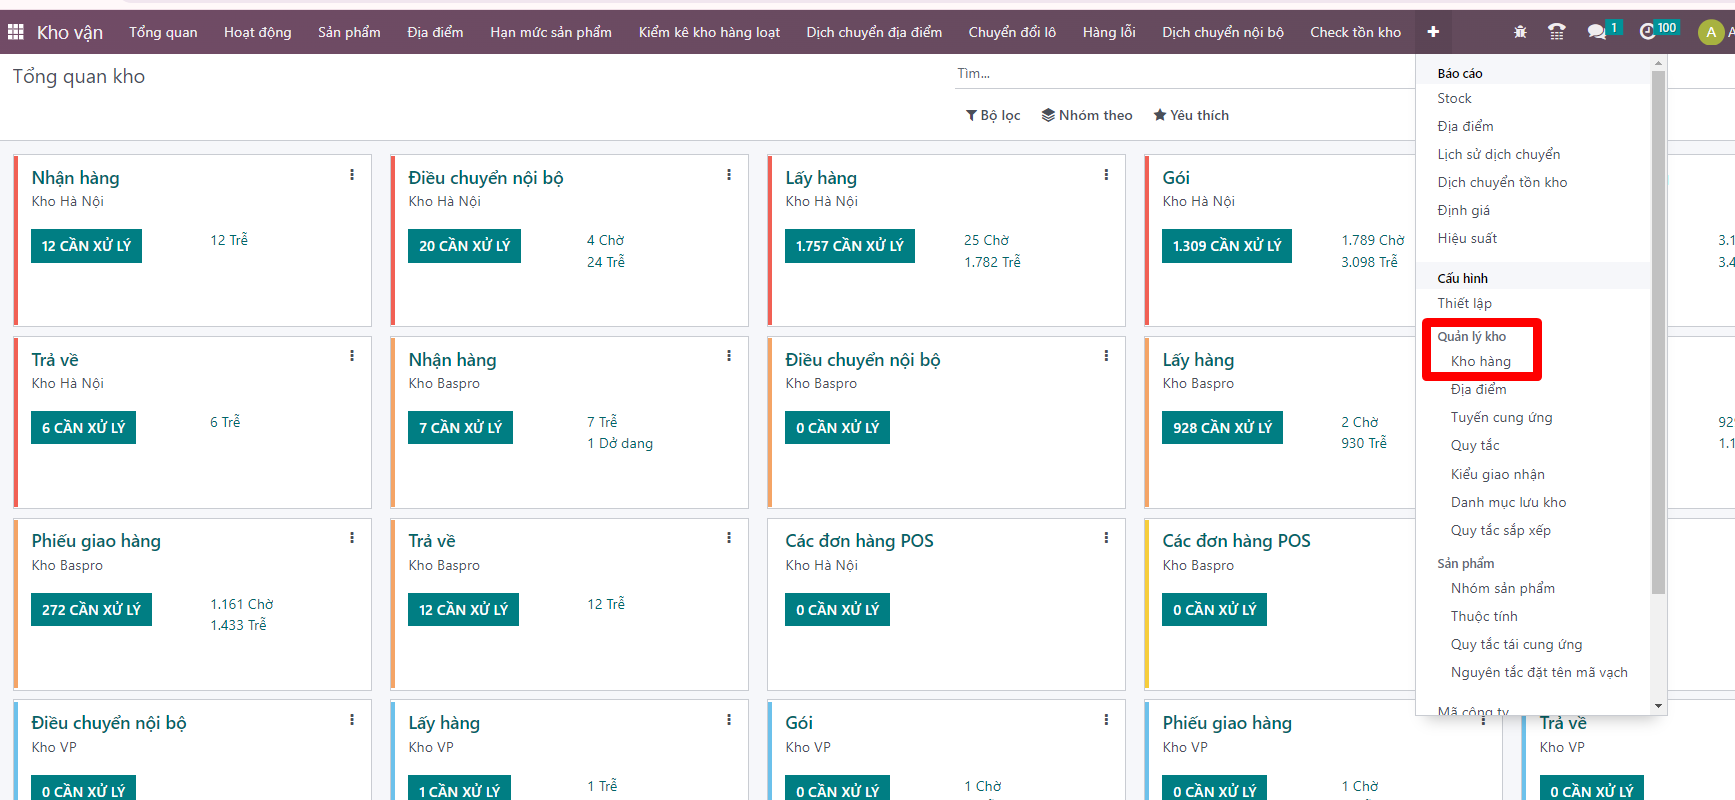 Kho vận Tổng quan Hoạt động Sản phẩm Địa điểm Hạn mức sản phẩm Kiểm kê kho hàng loạt Dịch chuyển địa điểm Chuyển đổi lô Hàng lỗi Dịch chuyển nội bộ Check tồn kho + 1 100 A A
Tổng quan kho
Tìm...
Bộ lọc Nhóm theo Yêu thích
Nhận hàng
Kho Hà Nội
12 CẦN XỬ LÝ
12 Trễ
Điều chuyển nội bộ
Kho Hà Nội
20 CẦN XỬ LÝ
4 Chờ
24 Trễ
Lấy hàng
Kho Hà Nội
1.757 CẦN XỬ LÝ
25 Chờ
1.782 Trễ
Gói
Kho Hà Nội
1.309 CẦN XỬ LÝ
1.789 Chờ
3.098 Trễ
3.1
3.4
Trả về
Kho Hà Nội
6 CẦN XỬ LÝ
6 Trễ
Nhận hàng
Kho Baspro
7 CẦN XỬ LÝ
7 Trễ
1 Dở dang
Điều chuyển nội bộ
Kho Baspro
0 CẦN XỬ LÝ
Lấy hàng
Kho Baspro
928 CẦN XỬ LÝ
2 Chờ
930 Trễ
929
1.1
Phiếu giao hàng
Kho Baspro
272 CẦN XỬ LÝ
1.161 Chờ
1.433 Trễ
Trả về
Kho Baspro
12 CẦN XỬ LÝ
12 Trễ
Các đơn hàng POS
Kho Hà Nội
0 CẦN XỬ LÝ
Các đơn hàng POS
Kho Baspro
0 CẦN XỬ LÝ
Điều chuyển nội bộ
Kho VP
0 CẦN XỬ LÝ
Lấy hàng
Kho VP
1 CẦN XỬ LÝ
1 Trễ
Gói
Kho VP
0 CẦN XỬ LÝ
1 Chờ
Phiếu giao hàng
Kho VP
0 CẦN XỬ LÝ
1 Chờ
Trả về
Kho VP
0 CẦN XỬ LÝ
Báo cáo
Stock
Địa điểm
Lịch sử dịch chuyển
Dịch chuyển tồn kho
Định giá
Hiệu suất
Cấu hình
Thiết lập
Quản lý kho
Kho hàng
Địa điểm
Tuyến cung ứng
Quy tắc
Kiểu giao nhận
Danh mục lưu kho
Quy tắc sắp xếp
Sản phẩm
Nhóm sản phẩm
Thuộc tính
Quy tắc tái cung ứng
Nguyên tắc đặt tên mã vạch
Mã công ty